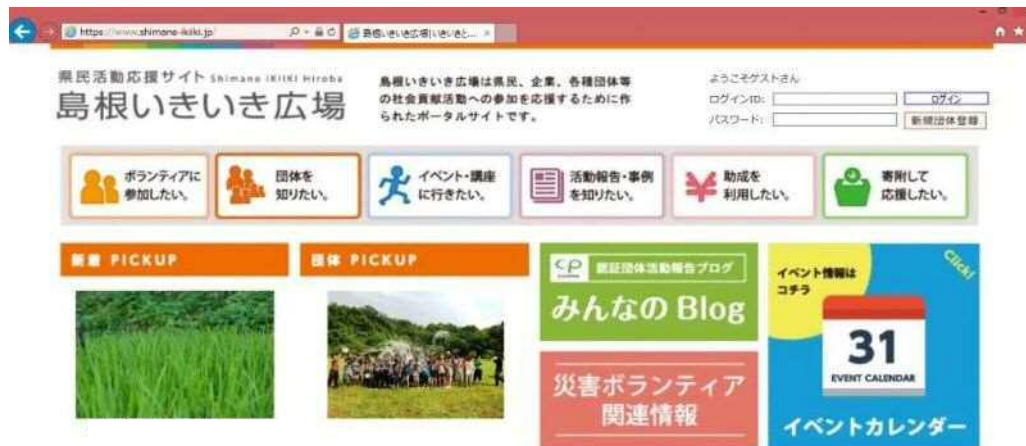 https://www.shimane-ikiiki.jp/
島根いきいき広場|いきいきと...
県民活動応援サイト Shimane IKIIKI Hiroba
島根いきいき広場
島根いきいき広場は県民、企業、各種団体等
の社会貢献活動への参加を応援するために作
られたポータルサイトです。
ようこそゲストさん
ログインID:
ログイン
パスワード:
新規団体登録
ボランティアに
参加したい。
団体を
知りたい。
イベント・講座
に行きたい。
活動報告・事例
を知りたい。
助成を
利用したい。
寄附して
応援したい。
新着 PICKUP
団体 PICKUP
認証団体活動報告ブログ
みんなの Blog
災害ボランティア
関連情報
イベント情報は
コチラ
Click!
31
EVENT CALENDAR
イベントカレンダー